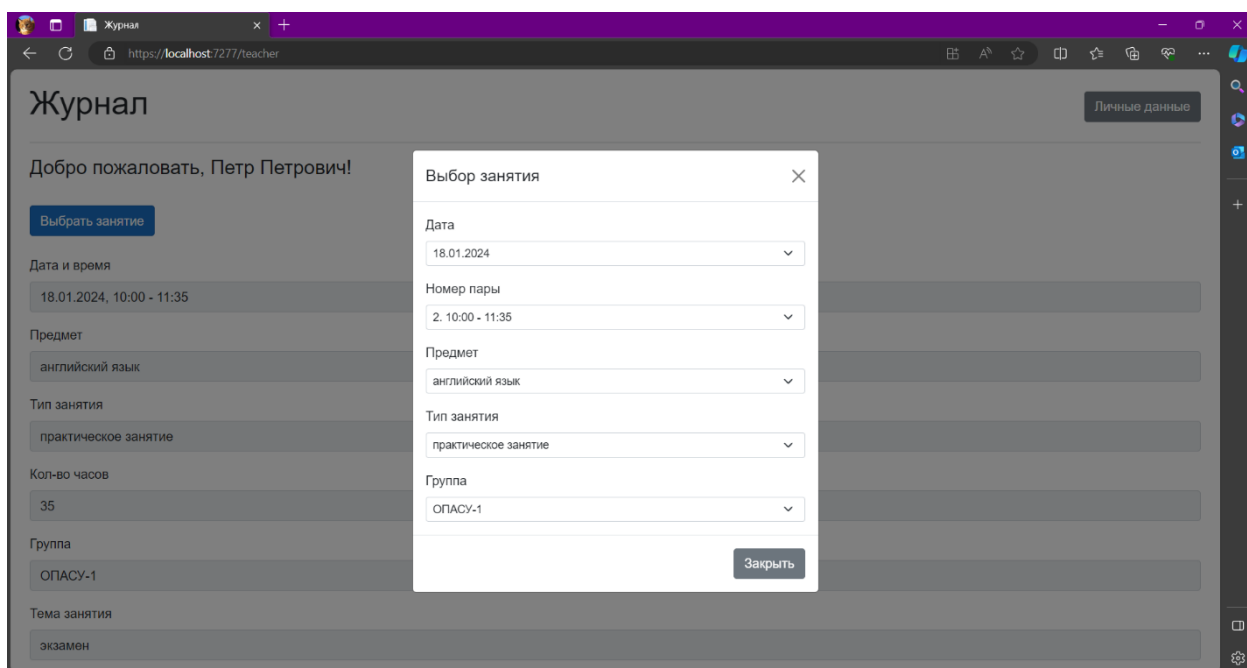 Журнал
https://localhost:7277/teacher
Журнал
Личные данные
Добро пожаловать, Петр Петрович!
Выбрать занятие
Дата и время
18.01.2024, 10:00 - 11:35
Предмет
английский язык
Тип занятия
практическое занятие
Кол-во часов
35
Группа
ОПАСУ-1
Тема занятия
экзамен
Выбор занятия
Дата
18.01.2024
Номер пары
2. 10:00 - 11:35
Предмет
английский язык
Тип занятия
практическое занятие
Группа
ОПАСУ-1
Закрыть